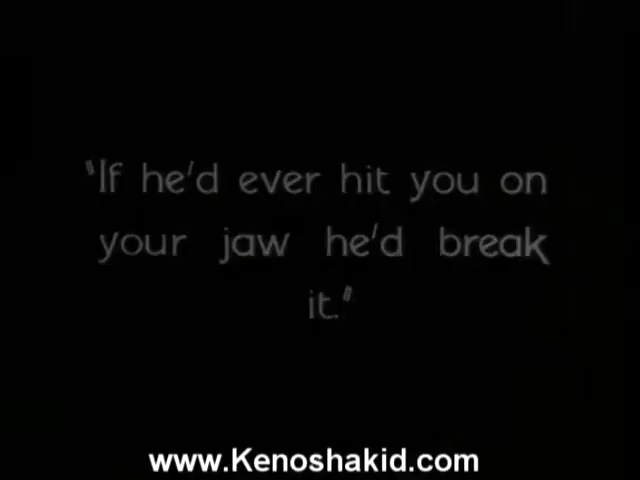 "If he'd ever hit you on
your jaw he'd break
it."
www.Kenoshakid.com